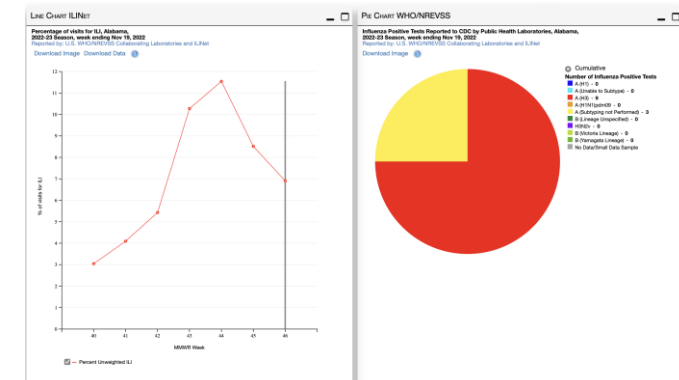 Line Chart ILINet
Percentage of visits for ILI, Alabama,
2022-23 Season, week ending Nov 19, 2022
Reported by: U.S. WHO/NREVSS Collaborating Laboratories and ILINet
Download Image Download Data
12
11
10
9
8
7
6
5
4
3
2
1
0
% of visits for ILI
40 41 42 43 44 45 46
MMWR Week
Percent Unweighted ILI
Pie Chart WHO/NREVSS
Influenza Positive Tests Reported to CDC by Public Health Laboratories, Alabama,
2022-23 Season, week ending Nov 19, 2022
Reported by: U.S. WHO/NREVSS Collaborating Laboratories and ILINet
Download Image
Cumulative
Number of Influenza Positive Tests
A (H1) - 0
A (Unable to Subtype) - 0
A (H3) - 9
A (H1N1)pdm09 - 0
A (Subtyping not Performed) - 3
B (Lineage Unspecified) - 0
H3N2v - 0
B (Victoria Lineage) - 0
B (Yamagata Lineage) - 0
No Data/Small Data Sample